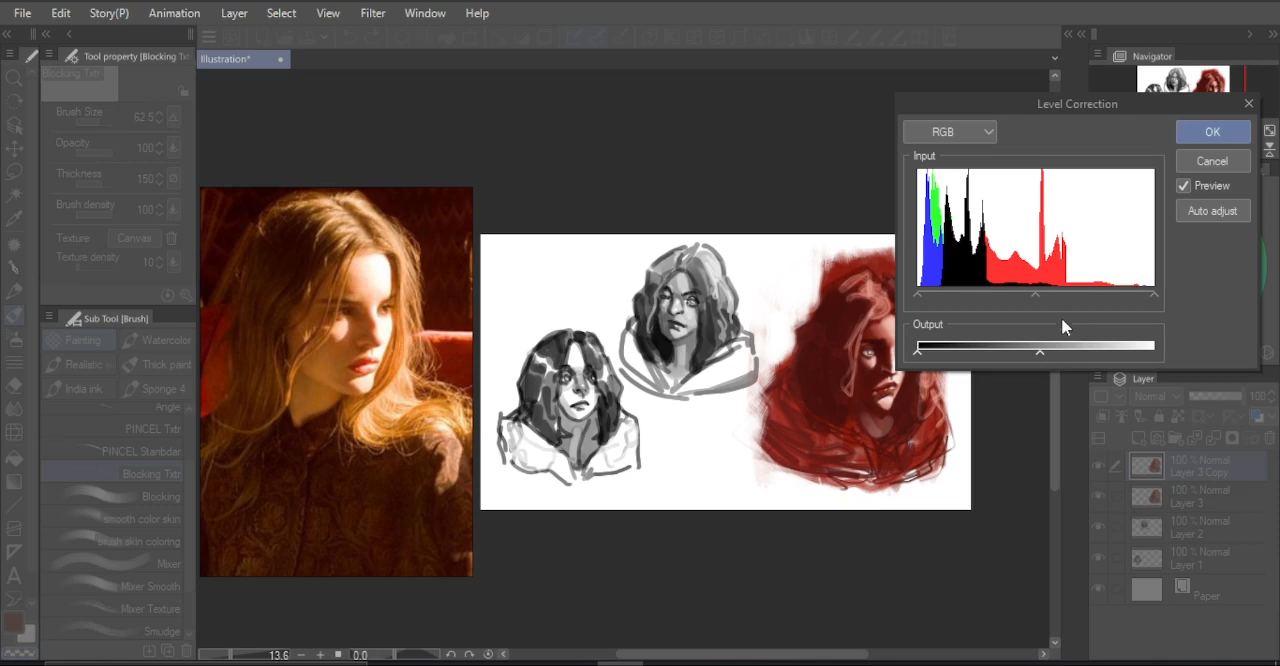 File Edit Story(P) Animation Layer Select View Filter Window Help
Tool property [Blocking Txt
Illustration*
Navigator
Blocking Txtr
Brush Size 62.5
Opacity 100
Thickness 150
Brush density 100
Texture Canvas
Texture density 10
Sub Tool [Brush]
Painting Watercolor
Realistic Thick paint
India ink Sponge 4
Angle
PINCEL Txtr
PINCEL Stanbdar
Blocking Txtr
Blocking
smooth color skin
brush skin coloring
Mixer
Mixer Smooth
Mixer Texture
Smudge
13.6 0.0
Level Correction
RGB OK
Input
Cancel
Preview
Auto adjust
Output
Layer
Normal 100
100 % Normal
Layer 3 Copy
100 % Normal
Layer 3
100 % Normal
Layer 2
100 % Normal
Layer 1
Paper